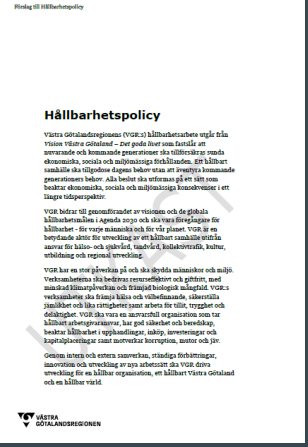 Förslag till Hållbarhetspolicy
Hållbarhetspolicy
Västra Götalandsregionens (VGR:s) hållbarhetsarbete utgår från
Vision Västra Götaland – Det goda livet som fastslår att
nuvarande och kommande generationer ska tillförsäkras sunda
ekonomiska, sociala och miljömässiga förhållanden. Ett hållbart
samhälle ska tillgodose dagens behov utan att äventyra kommande
generationers behov. Alla beslut ska utformas på ett sätt som
beaktar ekonomiska, sociala och miljömässiga konsekvenser i ett
längre tidsperspektiv.
VGR bidrar till genomförandet av visionen och de globala
hållbarhetsmålen i Agenda 2030 och ska vara föregångare för
hållbarhet - för varje människa och för vår planet. VGR är en
betydande aktör för utveckling av ett hållbart samhälle utifrån
ansvar för hälso- och sjukvård, tandvård, kollektivtrafik, kultur,
utbildning och regional utveckling.
VGR har en stor påverkan på och ska skydda människor och miljö.
Verksamheterna ska bedrivas resurseffektivt och giftfritt, med
minskad klimatpåverkan och främjad biologisk mångfald. VGR:s
verksamheter ska främja hälsa och välbefinnande, säkerställa
jämlikhet och lika rättigheter samt arbeta för tillit, trygghet och
delaktighet. VGR ska vara en ansvarsfull organisation som tar
hållbart arbetsgivaransvar, har god säkerhet och beredskap,
beaktar hållbarhet i upphandlingar, inköp, investeringar och
kapitalplaceringar samt motverkar korruption, mutor och jäv.
Genom intern och extern samverkan, ständiga förbättringar,
innovation och utveckling av nya arbetssätt ska VGR driva
utveckling för en hållbar organisation, ett hållbart Västra Götaland
och en hållbar värld.
UTKAST
VÄSTRA
GÖTALANDSREGIONEN